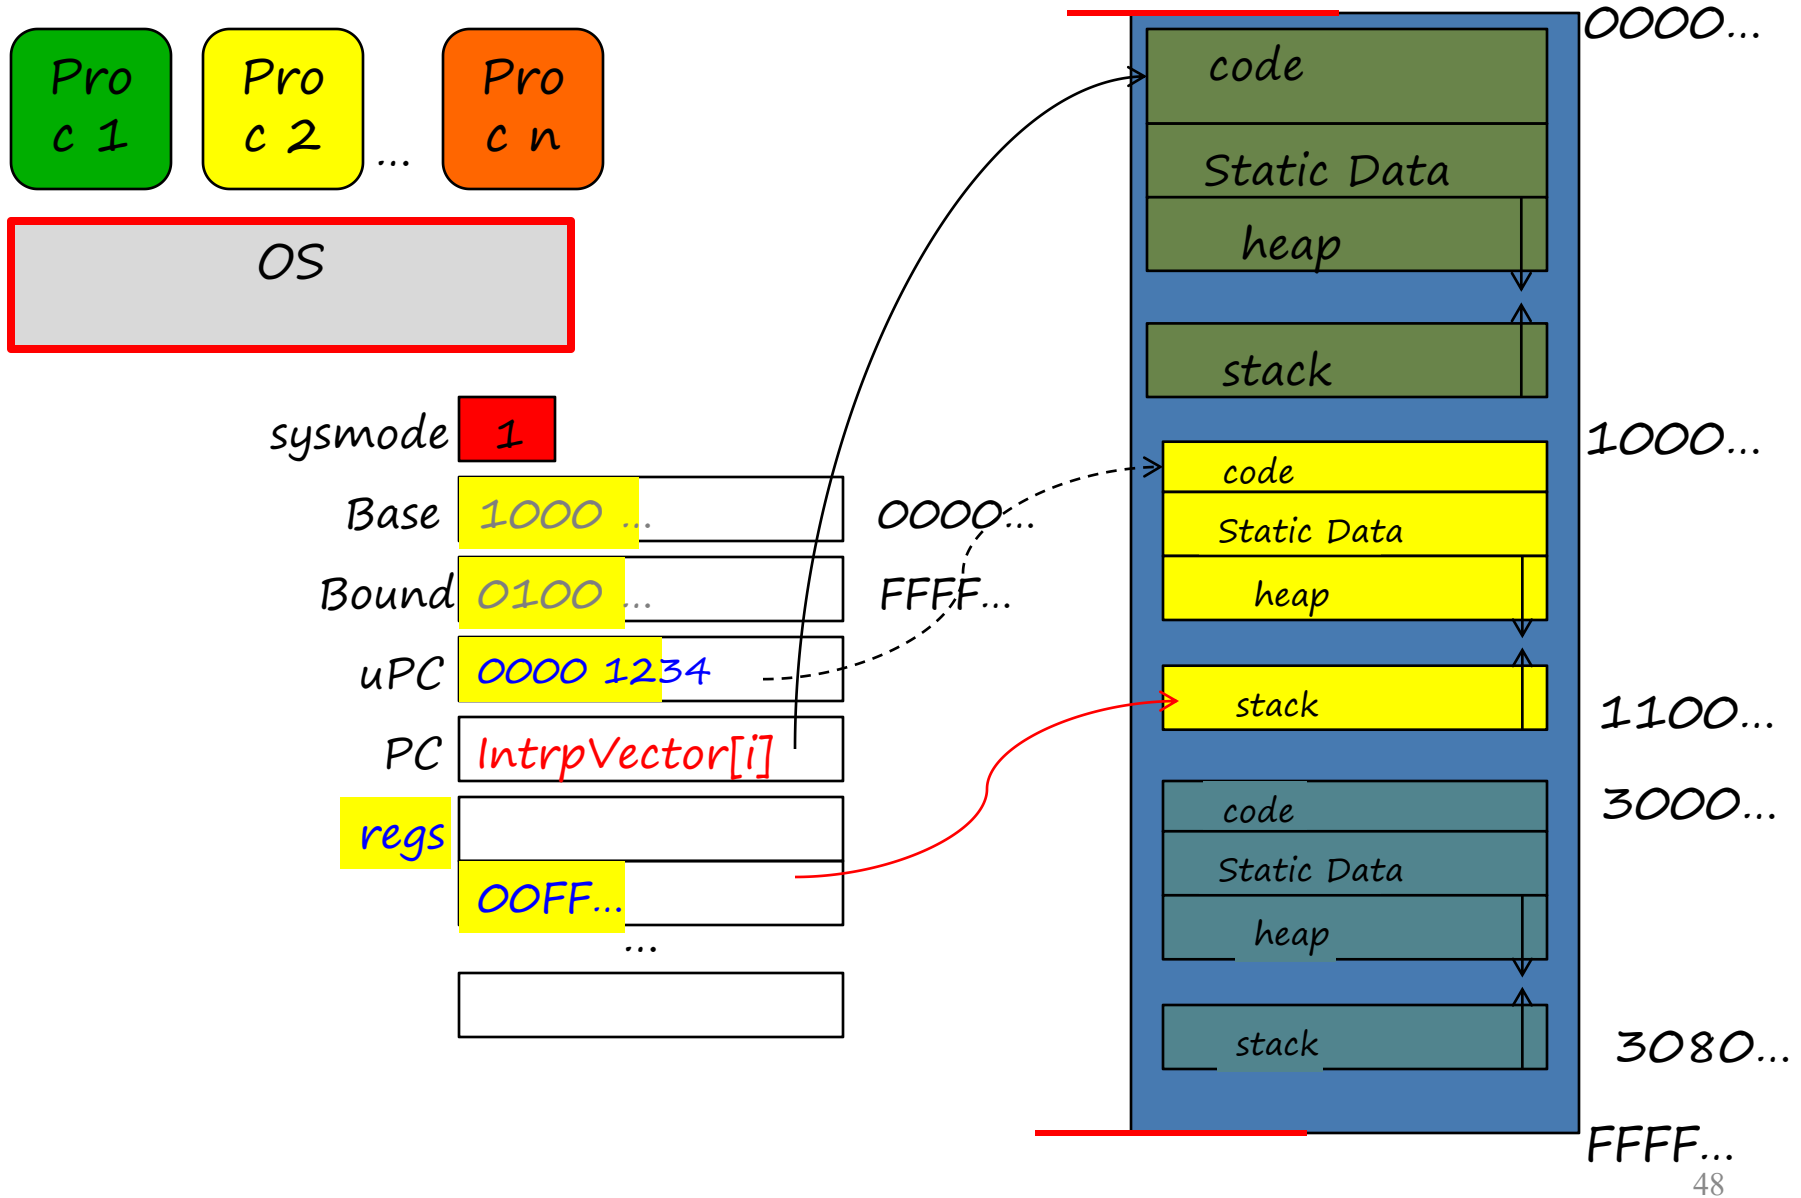 Pro
c 1
Pro
c 2
...
Pro
c n
OS
sysmode 1
Base 1000 ... 0000...
Bound 0100 ... FFFF...
uPC 0000 1234
PC IntrpVector[i]
regs
00FF...
...
0000...
code
Static Data
heap
stack
1000...
code
Static Data
heap
stack
1100...
3000...
code
Static Data
heap
stack
3080...
FFFF...
48